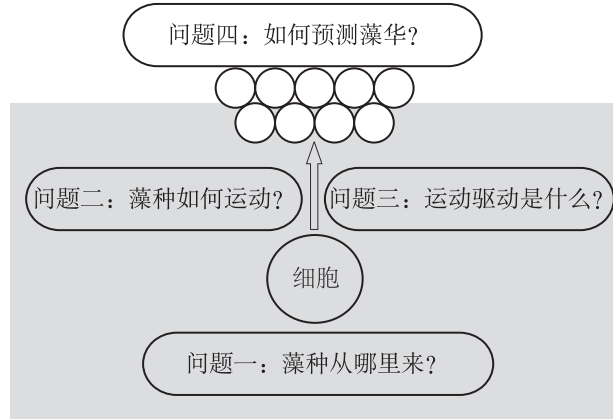 问题四：如何预测藻华？
问题二：藻种如何运动？
问题三：运动驱动是什么？
细胞
问题一：藻种从哪里来？